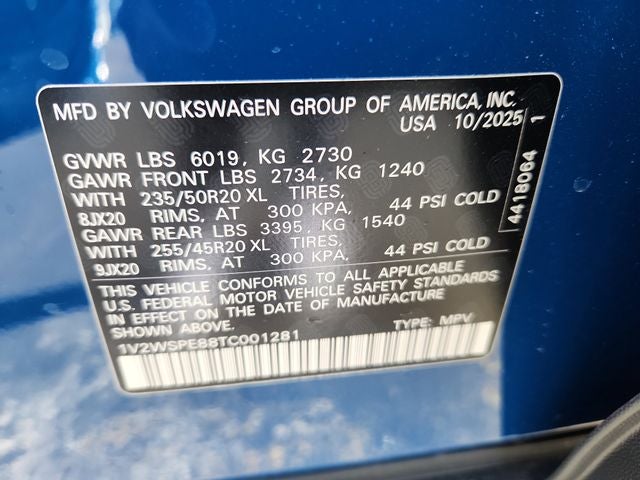 MFD BY VOLKSWAGEN GROUP OF AMERICA, INC.
USA 10/2025
GVWR LBS 6019, KG 2730
GAWR FRONT LBS 2734, KG 1240
WITH 235/50R20 XL TIRES,
8JX20 RIMS, AT 300 KPA, 44 PSI COLD
GAWR REAR LBS 3395, KG 1540
WITH 255/45R20 XL TIRES,
9JX20 RIMS, AT 300 KPA, 44 PSI COLD
THIS VEHICLE CONFORMS TO ALL APPLICABLE
U.S. FEDERAL MOTOR VEHICLE SAFETY STANDARDS
IN EFFECT ON THE DATE OF MANUFACTURE
SHOWN ABOVE.
1V2WSPE88TC001281 TYPE: MPV
4418064 1